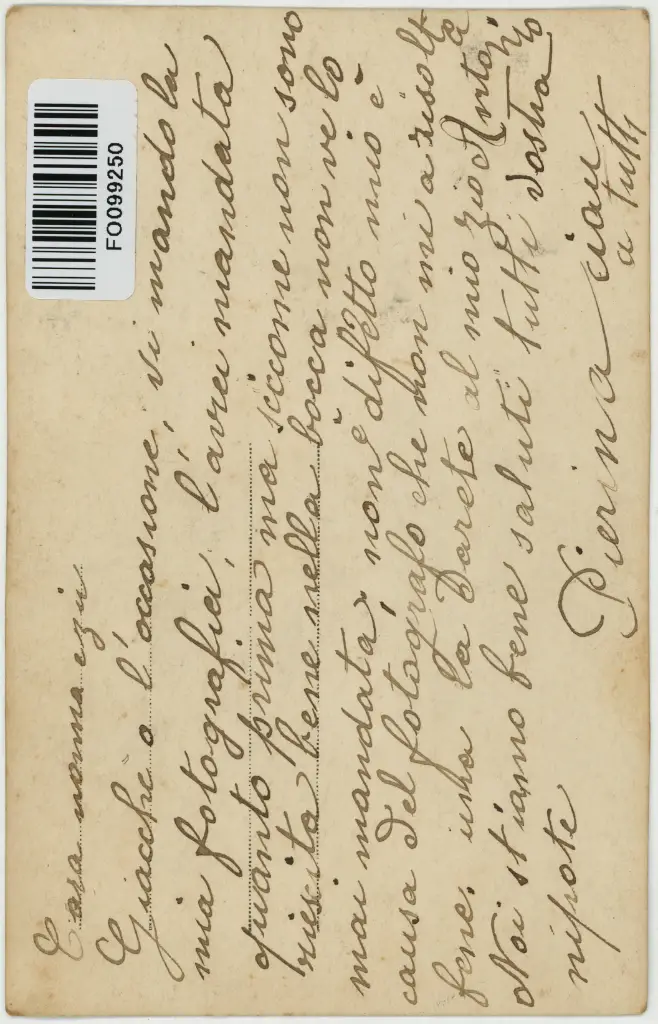 Cara nonna e zii
Giacchè o l'occasione, vi mando la
mia fotografia, l'avrei mandata
quanto prima ma siccome non sono
riescita bene nella bocca non ve lo
mai mandata, non è difetto mio è
causa del fotografo che non mi a risolta
bene, una la Darete al mio zio Antonio
Noi stiamo bene saluti tutti vostra
nipote
Pierina ciau
a tutti
FO099250